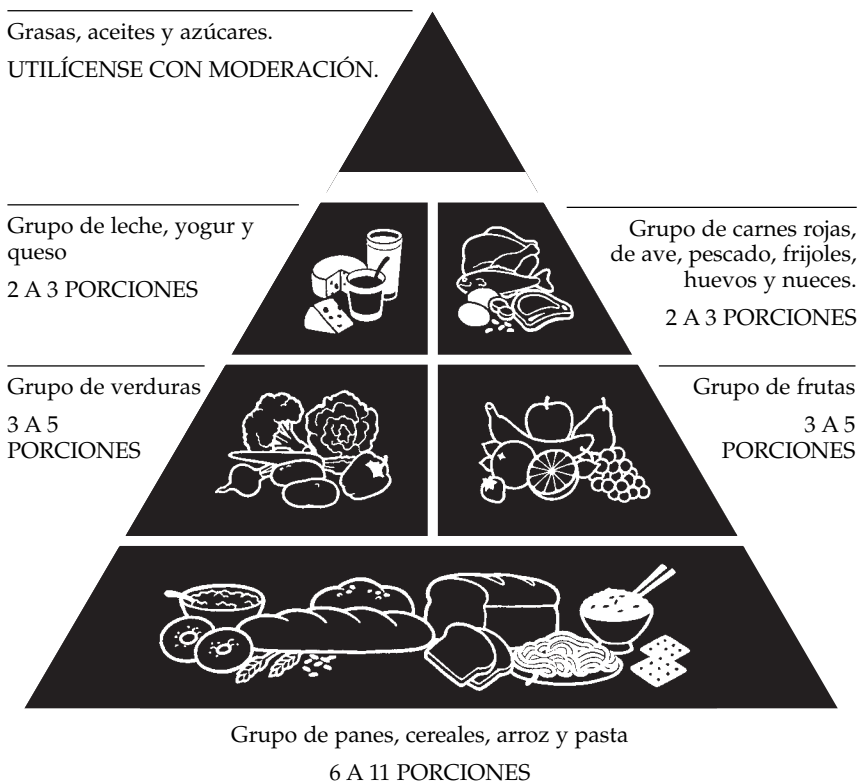 Grasas, aceites y azúcares.
UTILÍCENSE CON MODERACIÓN.
Grupo de leche, yogur y
queso
2 A 3 PORCIONES
Grupo de carnes rojas,
de ave, pescado, frijoles,
huevos y nueces.
2 A 3 PORCIONES
Grupo de verduras
3 A 5
PORCIONES
Grupo de frutas
3 A 5
PORCIONES
Grupo de panes, cereales, arroz y pasta
6 A 11 PORCIONES